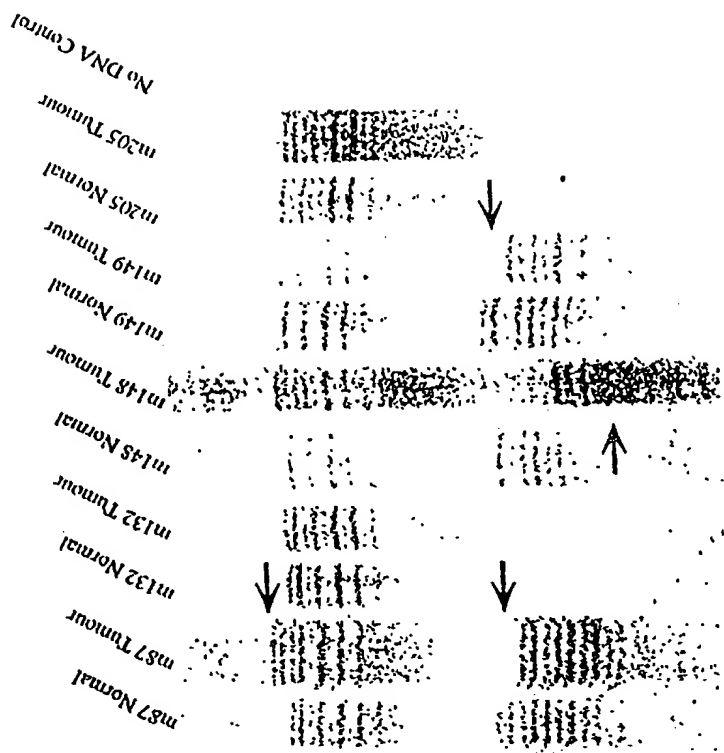 m87 Normal
m87 Tumour
m132 Normal
m132 Tumour
m148 Normal
m148 Tumour
m149 Normal
m149 Tumour
m205 Normal
m205 Tumour
No DNA Control